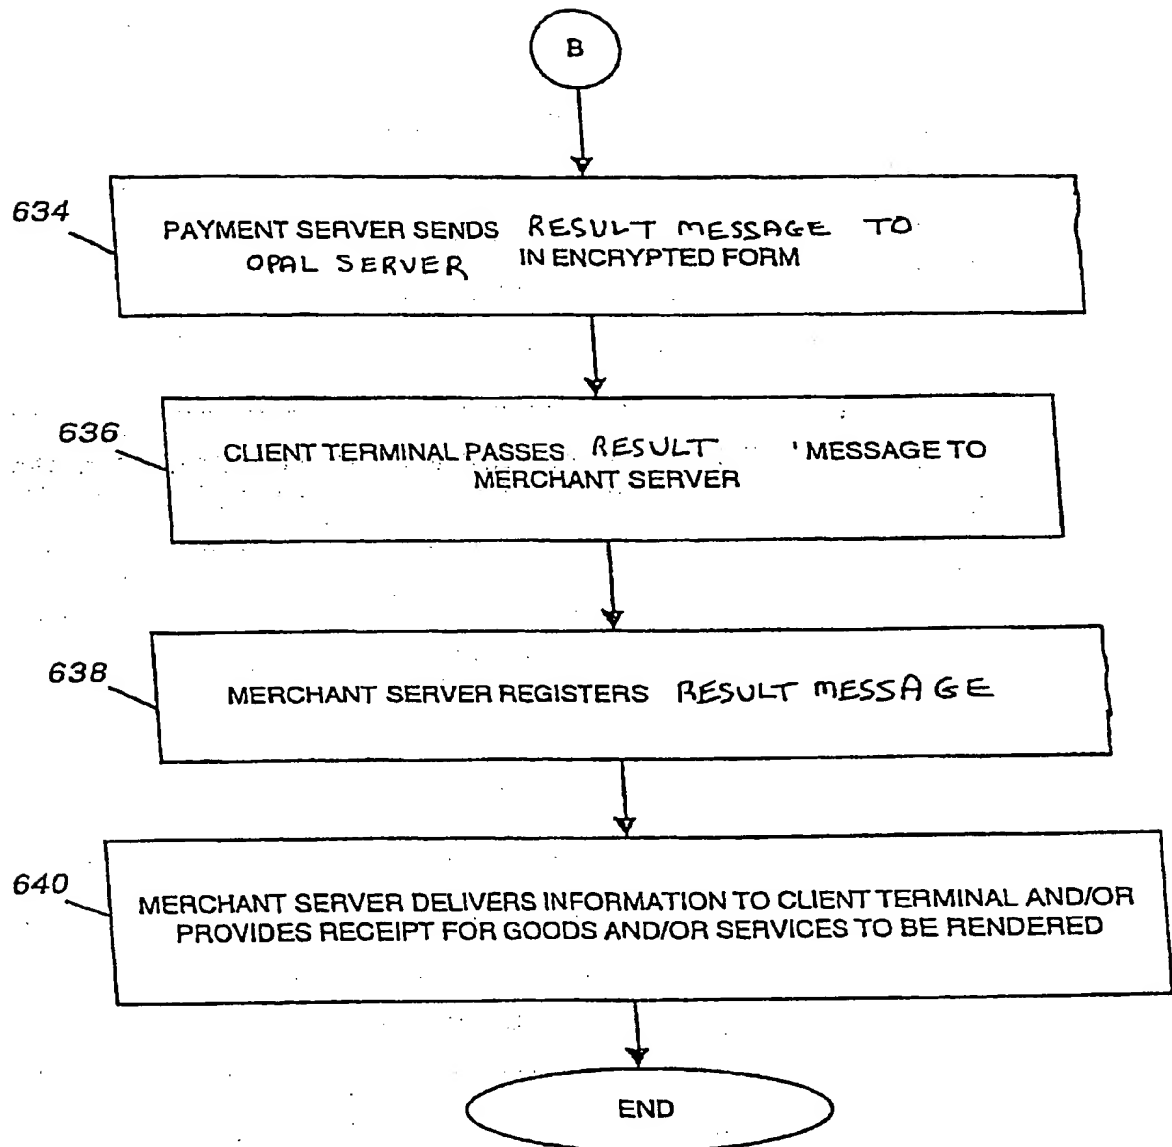 B
634
PAYMENT SERVER SENDS RESULT MESSAGE TO
OPAL SERVER IN ENCRYPTED FORM
636
CLIENT TERMINAL PASSES RESULT MESSAGE TO
MERCHANT SERVER
638
MERCHANT SERVER REGISTERS RESULT MESSAGE
640
MERCHANT SERVER DELIVERS INFORMATION TO CLIENT TERMINAL AND/OR
PROVIDES RECEIPT FOR GOODS AND/OR SERVICES TO BE RENDERED
END